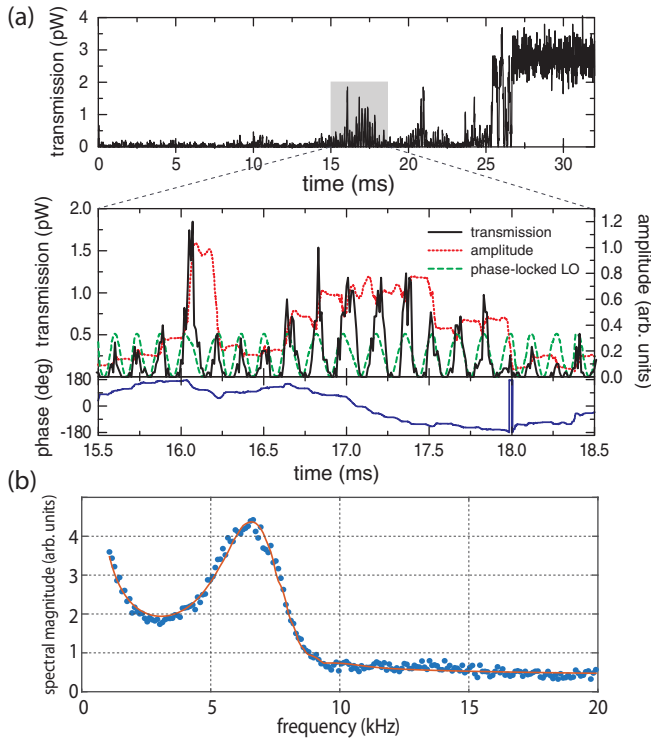 (a)
transmission (pW)
4
3
2
1
0
0 5 10 15 20 25 30
time (ms)
transmission (pW)
2.0
1.5
1.0
0.5
transmission
amplitude
phase-locked LO
amplitude (arb. units)
1.2
1.0
0.8
0.6
0.4
0.2
0.0
phase (deg)
180
0
-180
15.5 16.0 16.5 17.0 17.5 18.0 18.5
time (ms)
(b)
spectral magnitude (arb. units)
4
3
2
1
0
0 5 10 15 20
frequency (kHz)